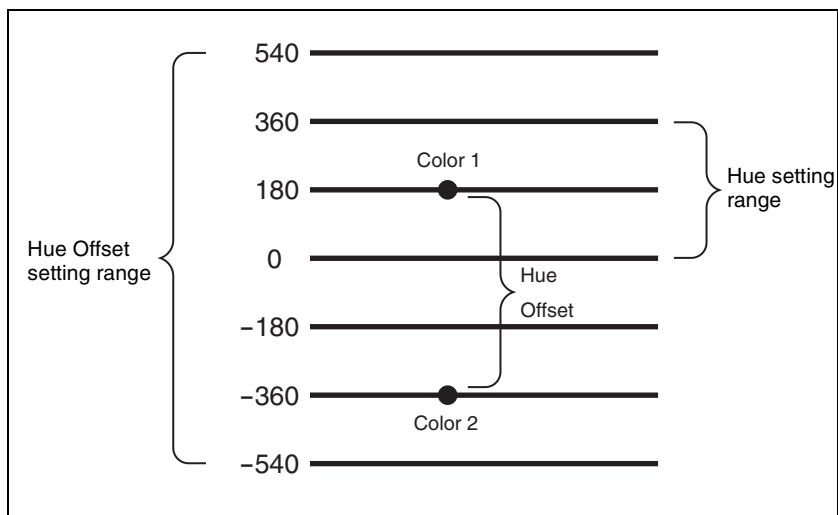 540
360
Color 1
180
Hue setting
range
Hue Offset
setting range
0
Hue
Offset
−180
−360
Color 2
−540